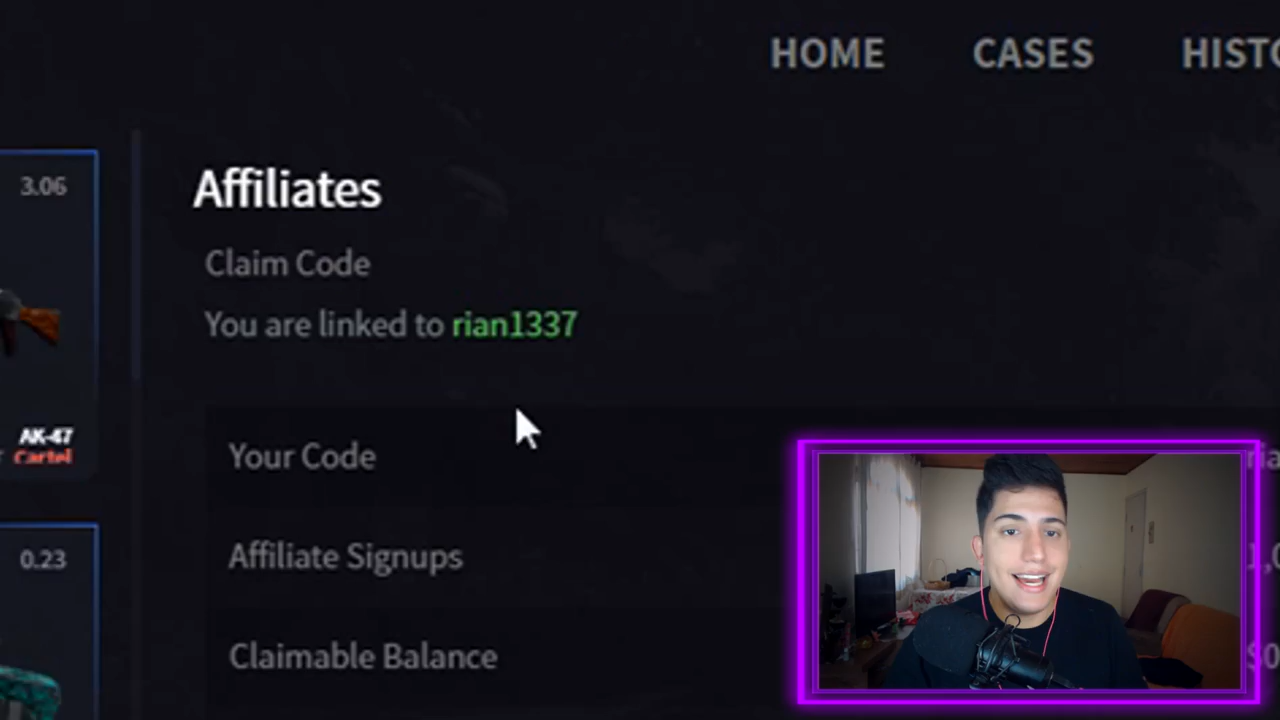 HOME CASES
3.06
Affiliates
Claim Code
You are linked to rian1337
AK-47
Cartel
Your Code
0.23
Affiliate Signups
Claimable Balance